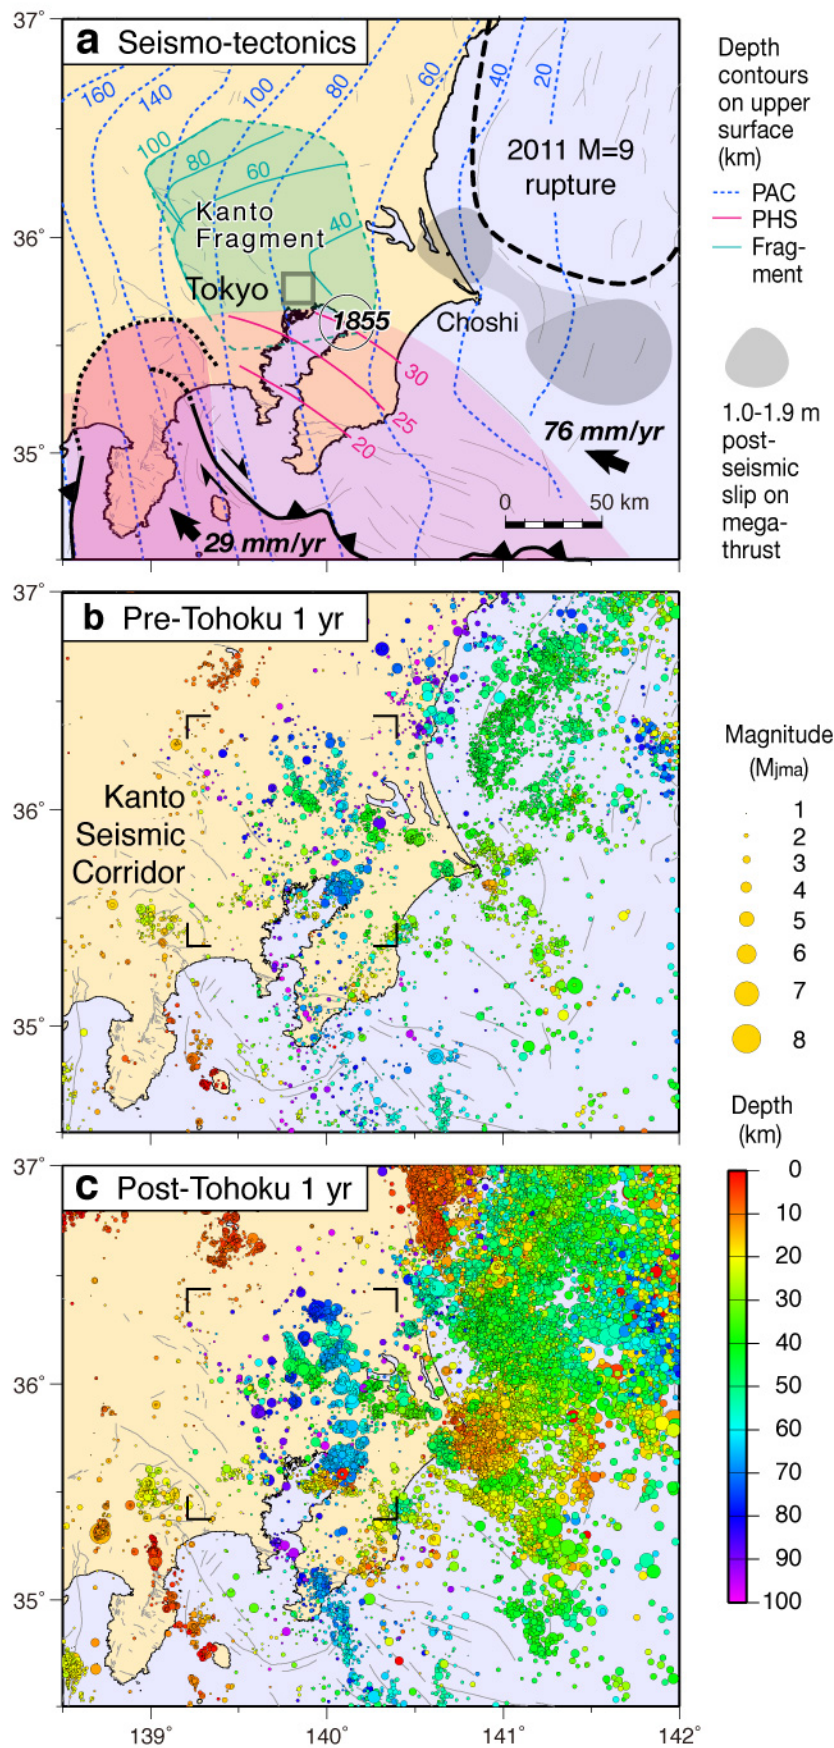 37°
a Seismo-tectonics
160
140
100
80
60
40
20
Depth
contours
on upper
surface
(km)
PAC
PHS
Frag-
ment
100
80
60
40
2011 M=9
rupture
Kanto
Fragment
36°
Tokyo
1855
Choshi
30
25
20
35°
76 mm/yr
0 50 km
29 mm/yr
1.0-1.9 m
post-
seismic
slip on
mega-
thrust
37°
b Pre-Tohoku 1 yr
36°
Kanto
Seismic
Corridor
35°
Magnitude
(Mjma)
1
2
3
4
5
6
7
8
Depth
(km)
0
10
20
30
40
50
60
70
80
90
100
37°
c Post-Tohoku 1 yr
36°
35°
139° 140° 141° 142°